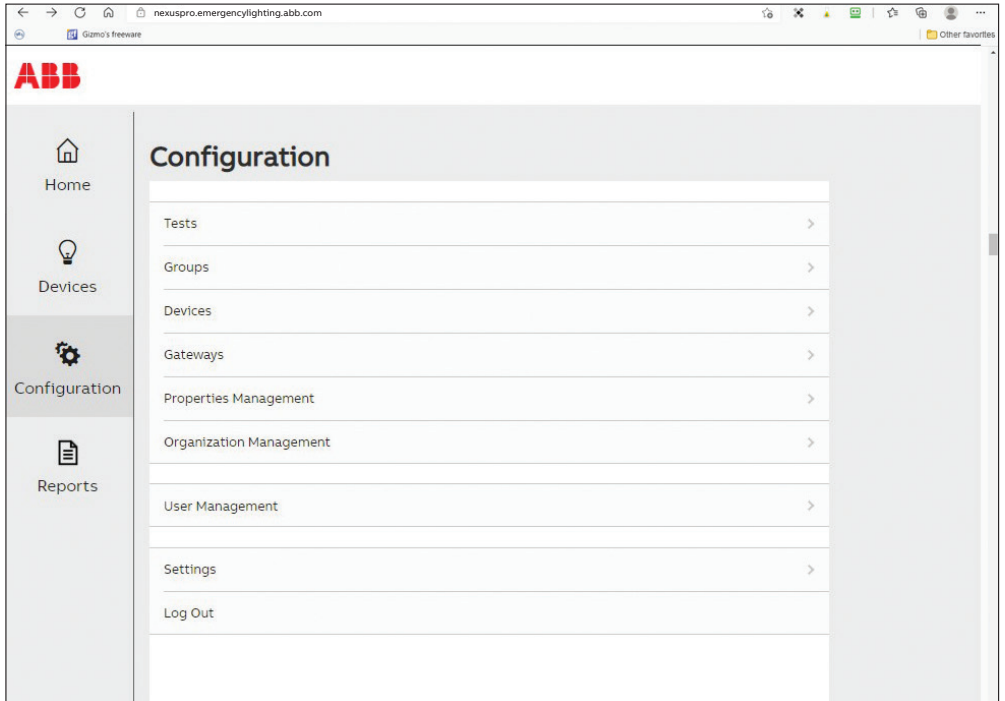 nexuspro.emergencylighting.abb.com
Gizmo's freeware
Other favorites
ABB
Home
Devices
Configuration
Reports
Configuration
Tests
Groups
Devices
Gateways
Properties Management
Organization Management
User Management
Settings
Log Out